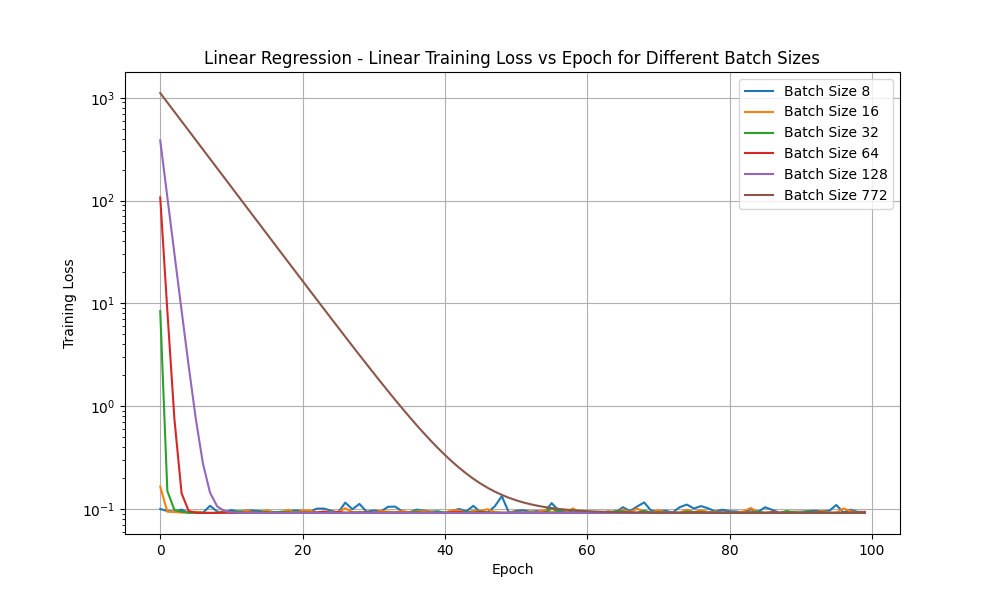 Linear Regression - Linear Training Loss vs Epoch for Different Batch Sizes
Batch Size 8
Batch Size 16
Batch Size 32
Batch Size 64
Batch Size 128
Batch Size 772
Training Loss
10³
10²
10¹
10⁰
10⁻¹
0 20 40 60 80 100
Epoch